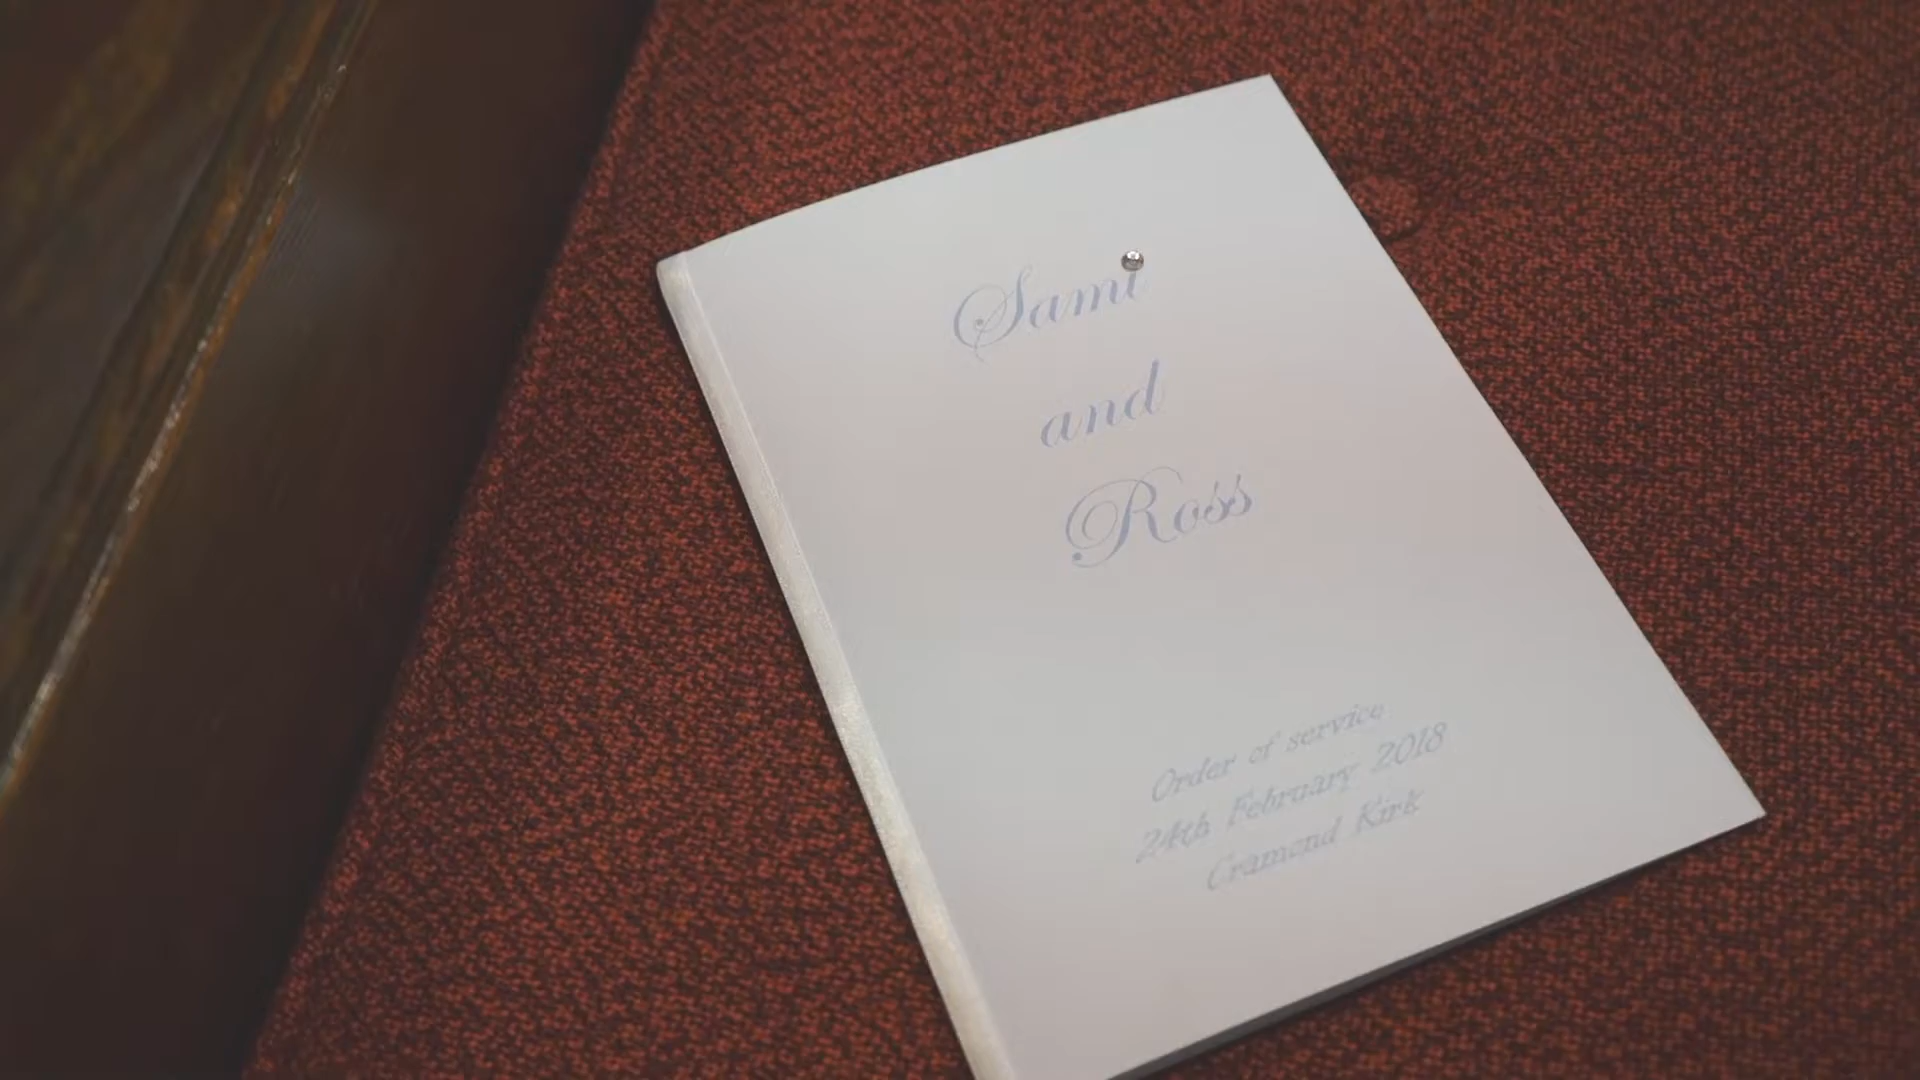 Sami
and
Ross
Order of service
24th February 2018
Cramond Kirk